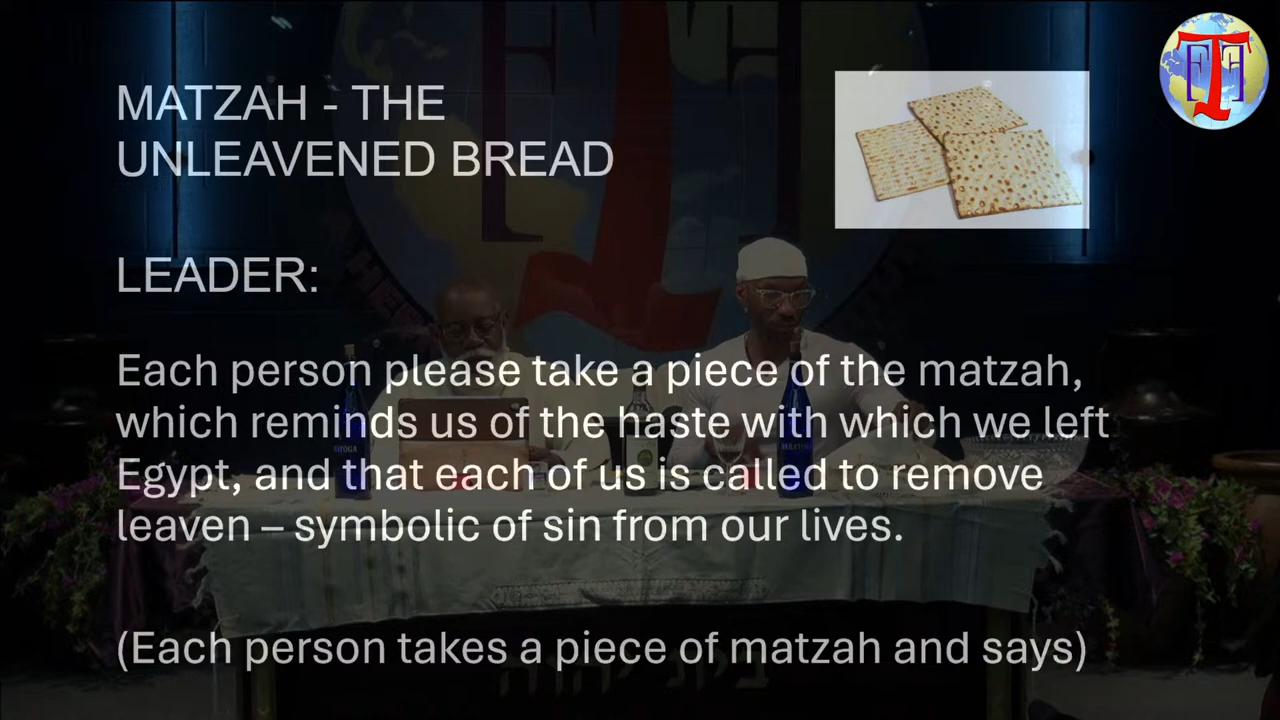 MATZAH - THE
UNLEAVENED BREAD
LEADER:
Each person please take a piece of the matzah,
which reminds us of the haste with which we left
Egypt, and that each of us is called to remove
leaven – symbolic of sin from our lives.
(Each person takes a piece of matzah and says)
בית יהוה